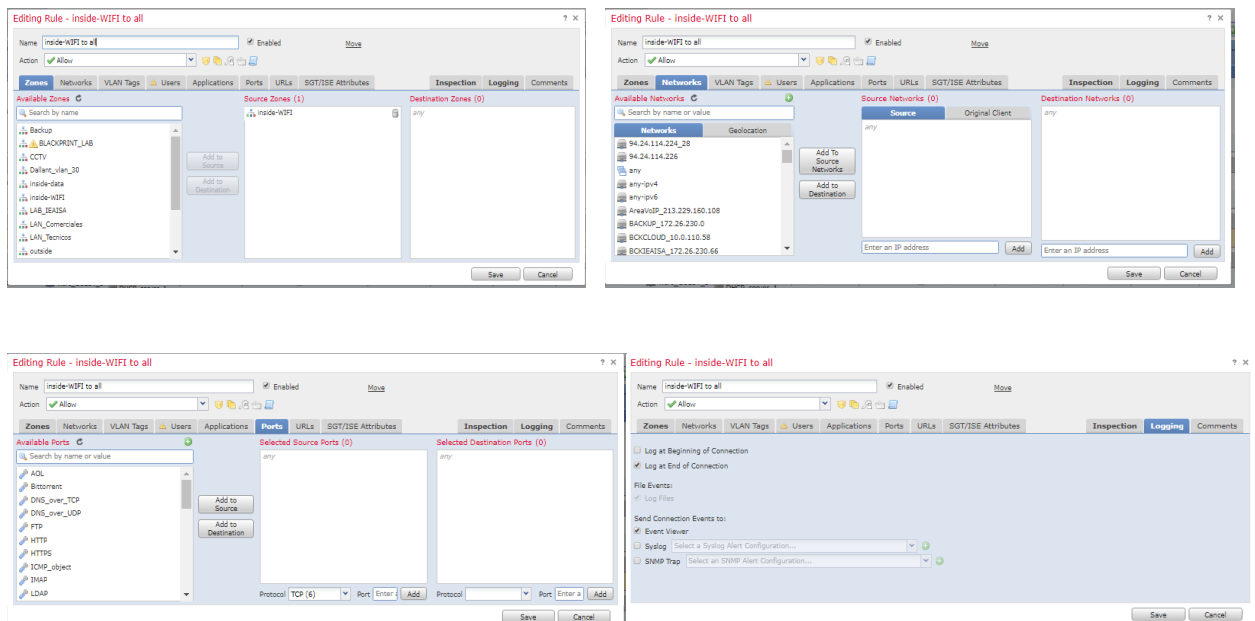 Editing Rule - inside-WIFI to all ? ×
Name inside-WIFI to all Enabled Move
Action Allow
Zones Networks VLAN Tags Users Applications Ports URLs SGT/ISE Attributes Inspection Logging Comments
Available Zones Source Zones (1) Destination Zones (0)
Search by name
inside-WIFI
any
Backup
BLACKPRINT_LAB
CCTV
Dallant_vlan_30
inside-data
inside-WIFI
LAB_IEAISA
LAN_Comerciales
LAN_Tecnicos
outside
Add to Source
Add to Destination
Save Cancel
Editing Rule - inside-WIFI to all ? ×
Name inside-WIFI to all Enabled Move
Action Allow
Zones Networks VLAN Tags Users Applications Ports URLs SGT/ISE Attributes Inspection Logging Comments
Available Networks Source Networks (0) Destination Networks (0)
Search by name or value
Source Original Client
any
any
Networks Geolocation
94.24.114.224_28
94.24.114.226
any
any-ipv4
any-ipv6
AreaVoIP_213.229.160.108
BACKUP_172.26.230.0
BCKCLOUD_10.0.110.58
BCKIEAISA_172.26.230.66
Add To
Source
Networks
Add to
Destination
Enter an IP address Add
Enter an IP address Add
Save Cancel
Editing Rule - inside-WIFI to all ? ×
Name inside-WIFI to all Enabled Move
Action Allow
Zones Networks VLAN Tags Users Applications Ports URLs SGT/ISE Attributes Inspection Logging Comments
Available Ports Selected Source Ports (0) Selected Destination Ports (0)
Search by name or value
any
any
AOL
Bittorrent
DNS_over_TCP
DNS_over_UDP
FTP
HTTP
HTTPS
ICMP_object
IMAP
LDAP
Add to
Source
Add to
Destination
Protocol TCP (6) Port Enter a Add
Protocol Port Enter a Add
Save Cancel
Editing Rule - inside-WIFI to all ? ×
Name inside-WIFI to all Enabled Move
Action Allow
Zones Networks VLAN Tags Users Applications Ports URLs SGT/ISE Attributes Inspection Logging Comments
Log at Beginning of Connection
Log at End of Connection
File Events:
Log Files
Send Connection Events to:
Event Viewer
Syslog Select a Syslog Alert Configuration...
SNMP Trap Select an SNMP Alert Configuration...
Save Cancel